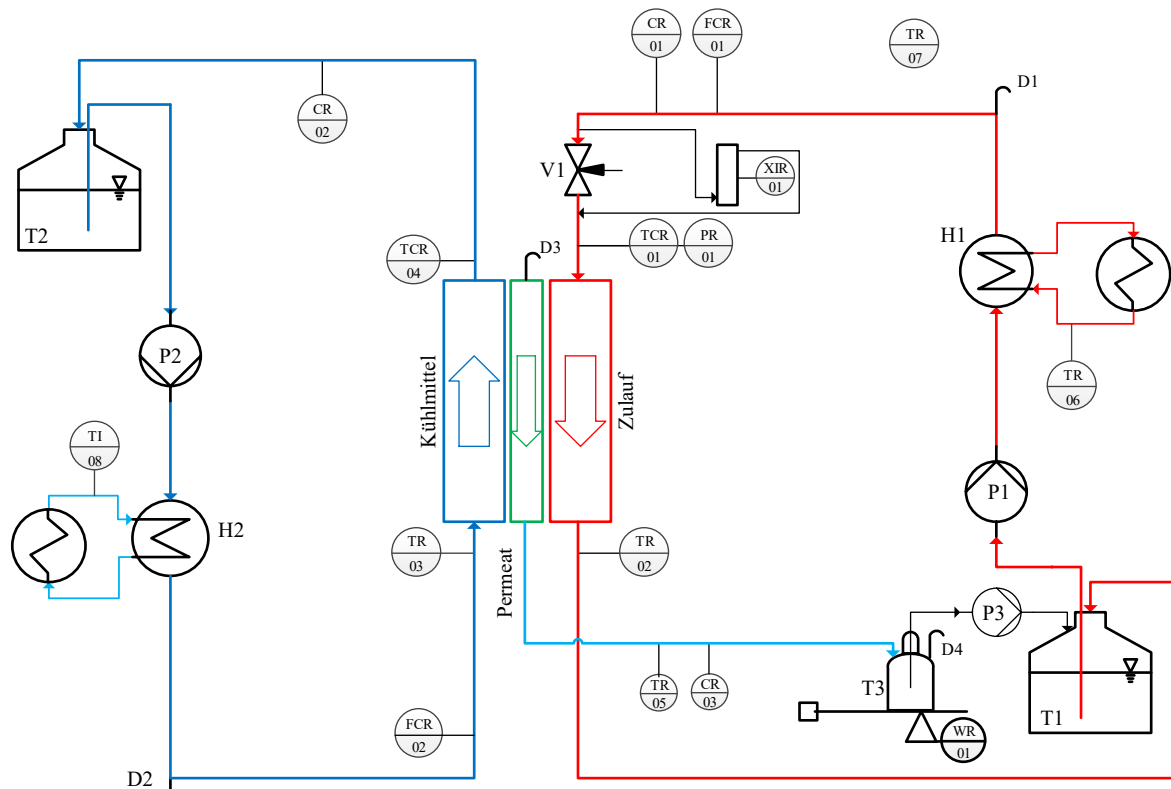 CR
01
FCR
01
TR
07
D1
CR
02
V1
XIR
01
T2
TCR
01
PR
01
H1
D3
TCR
04
P2
Kühlmittel
Zulauf
TR
06
TI
08
P1
H2
TR
03
Permeat
TR
02
P3
D4
T3
TR
05
CR
03
T1
FCR
02
WR
01
D2